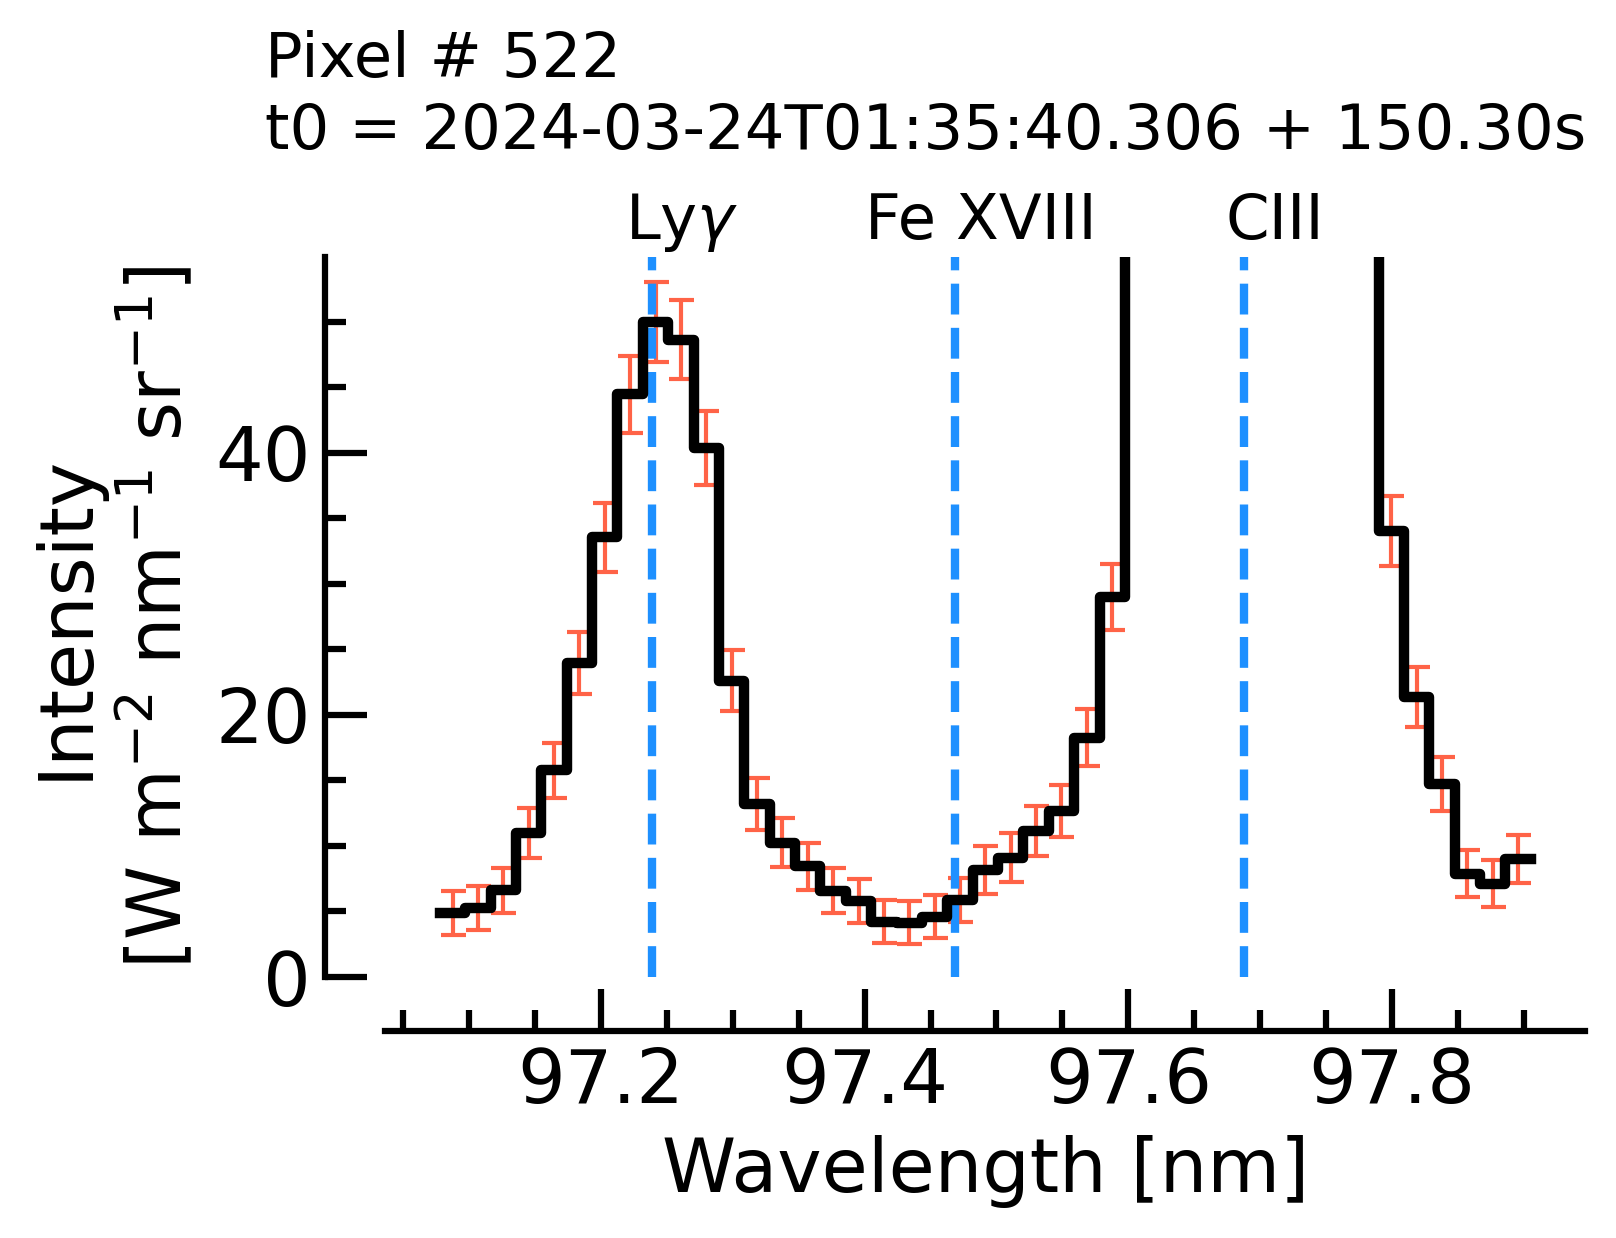 Pixel # 522
t0 = 2024-03-24T01:35:40.306 + 150.30s
Lyγ Fe XVIII CIII
Intensity
[W m⁻² nm⁻¹ sr⁻¹]
40
20
0
97.2 97.4 97.6 97.8
Wavelength [nm]